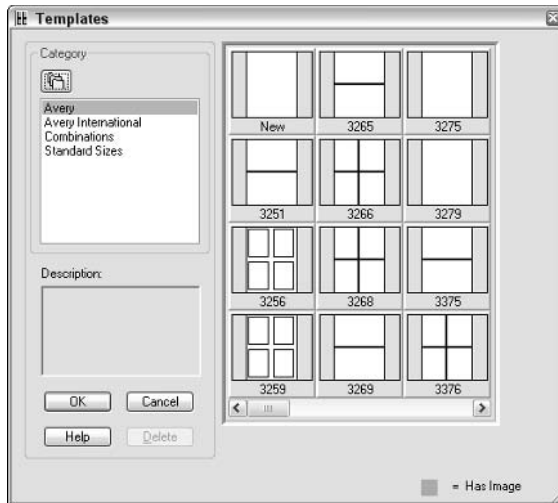 Templates
Category
Avery
Avery International
Combinations
Standard Sizes
Description:
OK
Cancel
Help
Delete
New
3265
3275
3251
3266
3279
3256
3268
3375
3259
3269
3376
= Has Image